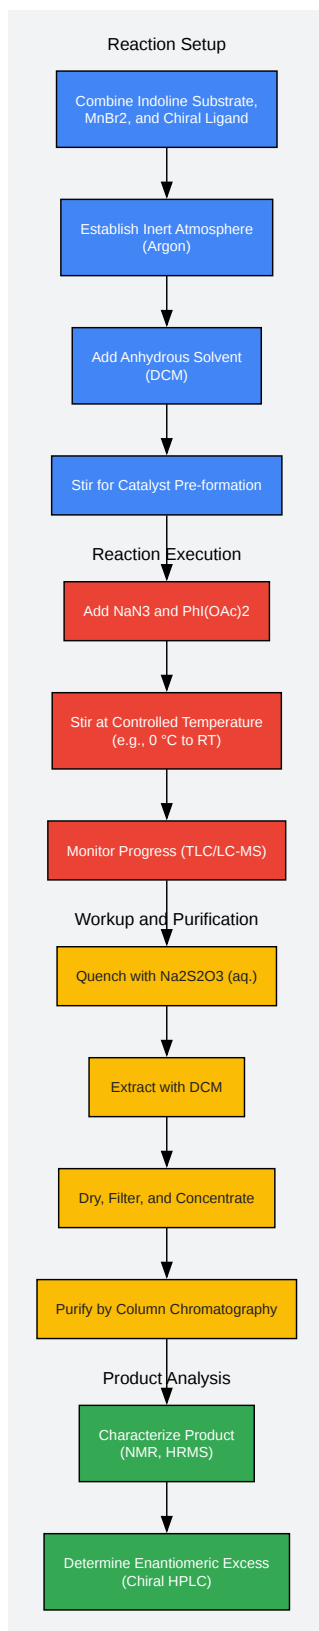 Reaction Setup
Combine Indoline Substrate,
MnBr2, and Chiral Ligand
Establish Inert Atmosphere
(Argon)
Add Anhydrous Solvent
(DCM)
Stir for Catalyst Pre-formation
Reaction Execution
Add NaN3 and PhI(OAc)2
Stir at Controlled Temperature
(e.g., 0 °C to RT)
Monitor Progress (TLC/LC-MS)
Workup and Purification
Quench with Na2S2O3 (aq.)
Extract with DCM
Dry, Filter, and Concentrate
Purify by Column Chromatography
Product Analysis
Characterize Product
(NMR, HRMS)
Determine Enantiomeric Excess
(Chiral HPLC)